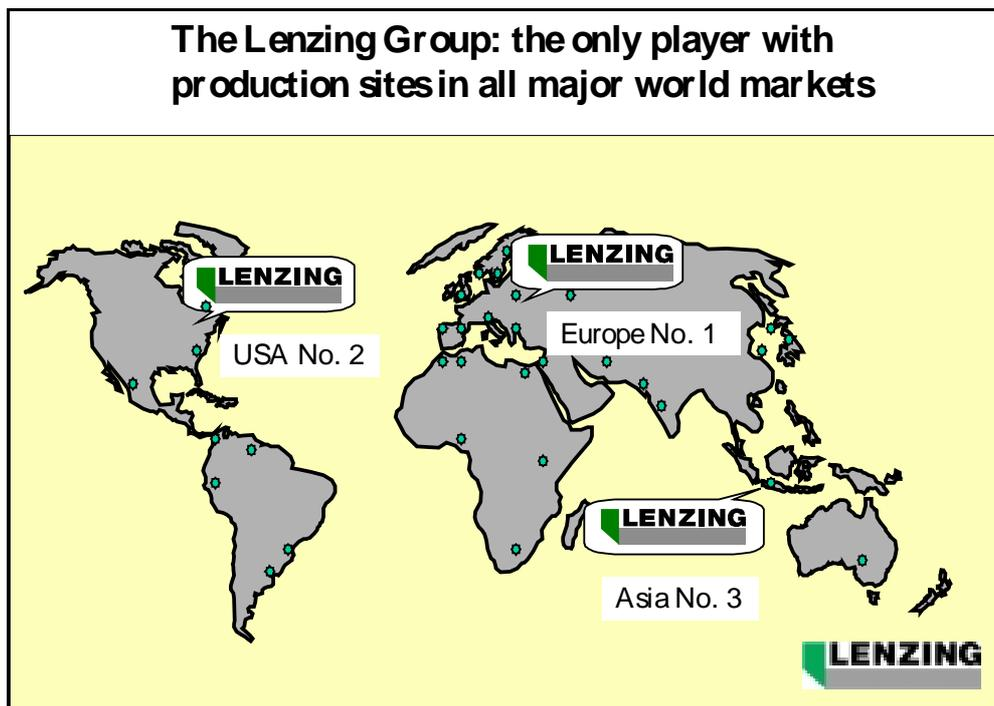 The Lenzing Group: the only player with
production sites in all major world markets
LENZING
LENZING
USA No. 2
Europe No. 1
LENZING
Asia No. 3
LENZING